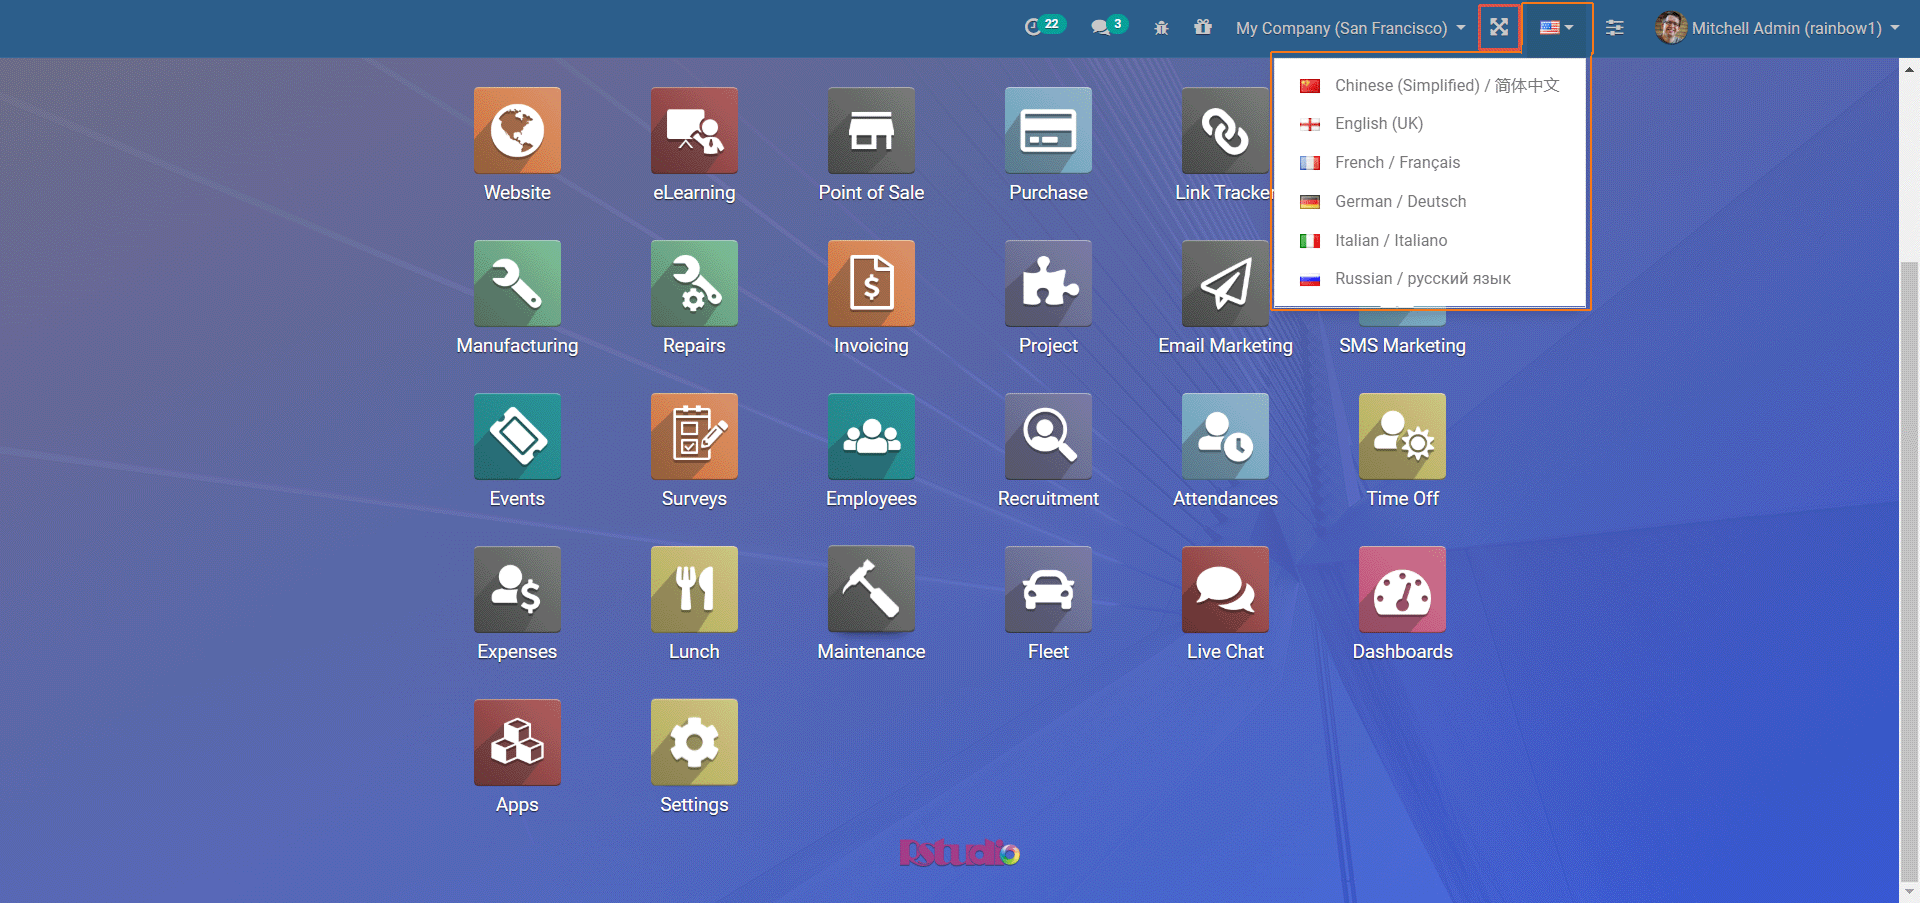 22 3 My Company (San Francisco) Mitchell Admin (rainbow1)
Chinese (Simplified) / 简体中文
English (UK)
French / Français
German / Deutsch
Italian / Italiano
Russian / русский язык
Website eLearning Point of Sale Purchase Link Tracker
Manufacturing Repairs Invoicing Project Email Marketing SMS Marketing
Events Surveys Employees Recruitment Attendances Time Off
Expenses Lunch Maintenance Fleet Live Chat Dashboards
Apps Settings
Rstudio